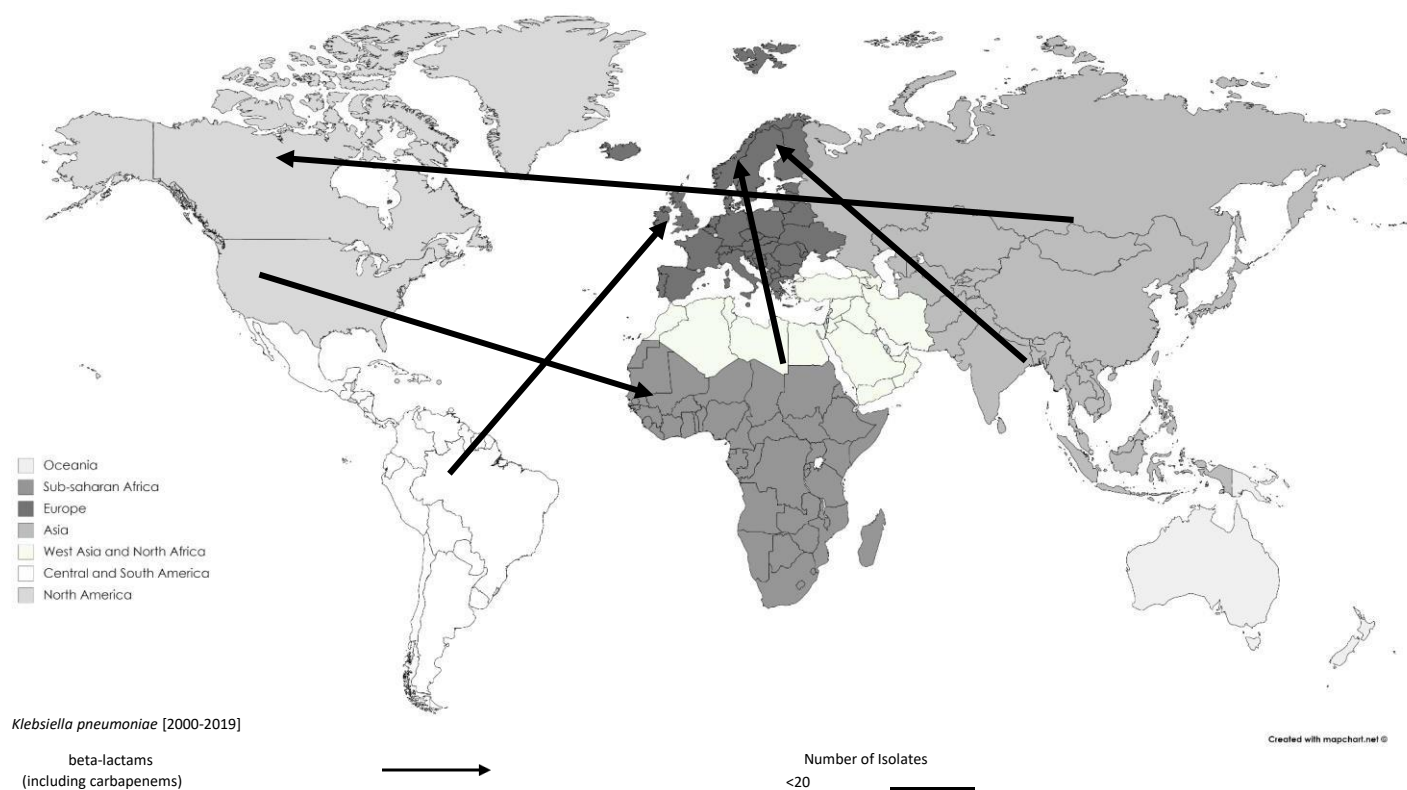 Oceania
Sub-saharan Africa
Europe
Asia
West Asia and North Africa
Central and South America
North America
Klebsiella pneumoniae [2000-2019]
Created with mapchart.net ©
beta-lactams
(including carbapenems)
Number of Isolates
<20